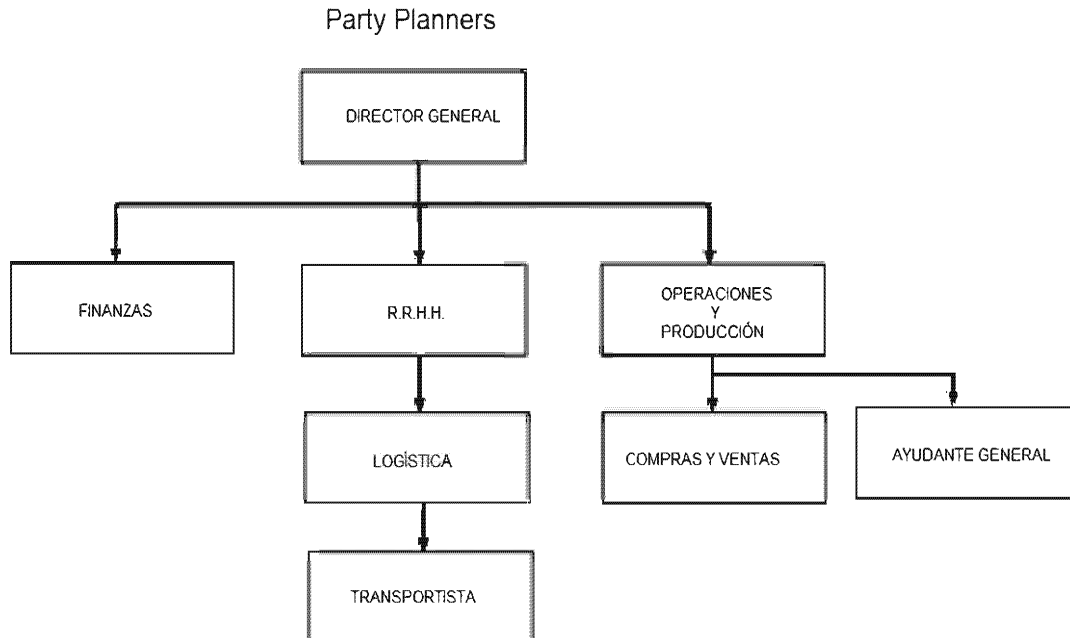 Party Planners
DIRECTOR GENERAL
FINANZAS
R.R.H.H.
OPERACIONES
Y
PRODUCCIÓN
LOGÍSTICA
COMPRAS Y VENTAS
AYUDANTE GENERAL
TRANSPORTISTA